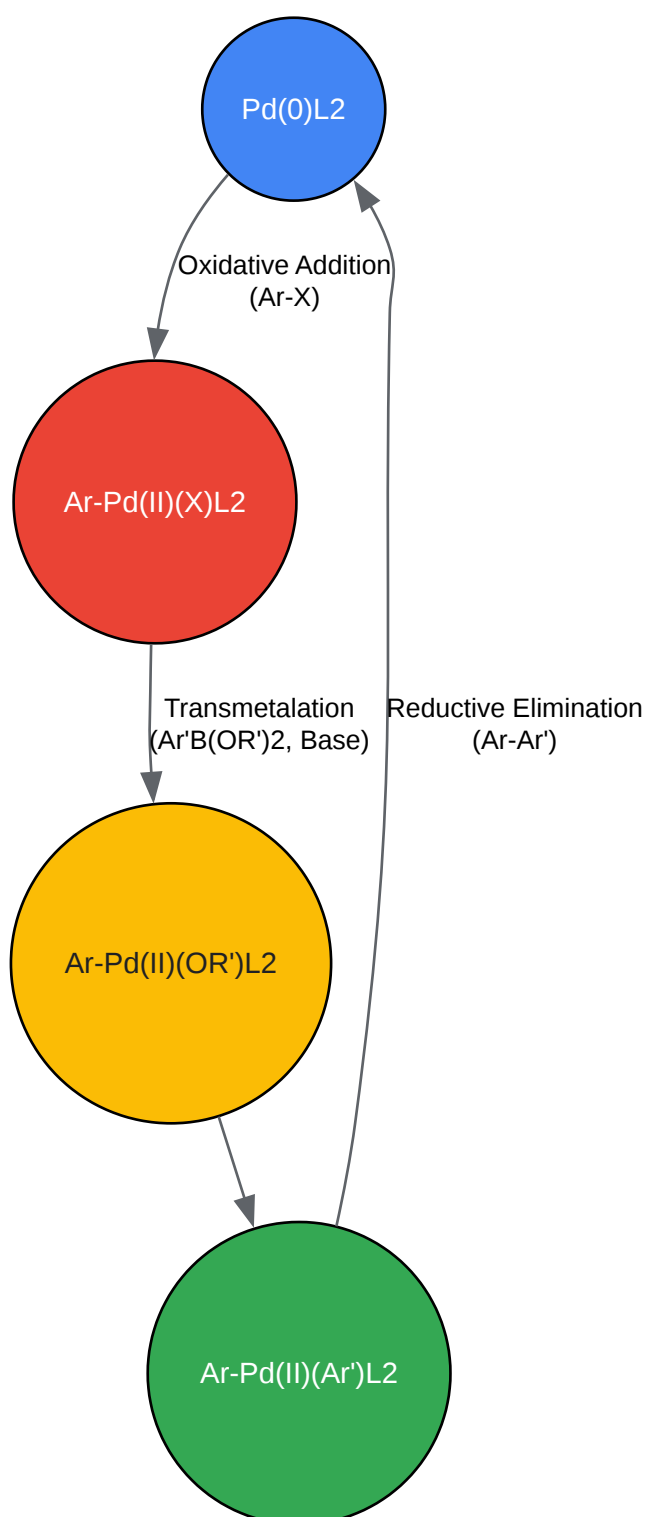 Pd(0)L2
Oxidative Addition
(Ar-X)
Ar-Pd(II)(X)L2
Transmetalation
(Ar'B(OR')2, Base)
Reductive Elimination
(Ar-Ar')
Ar-Pd(II)(OR')L2
Ar-Pd(II)(Ar')L2